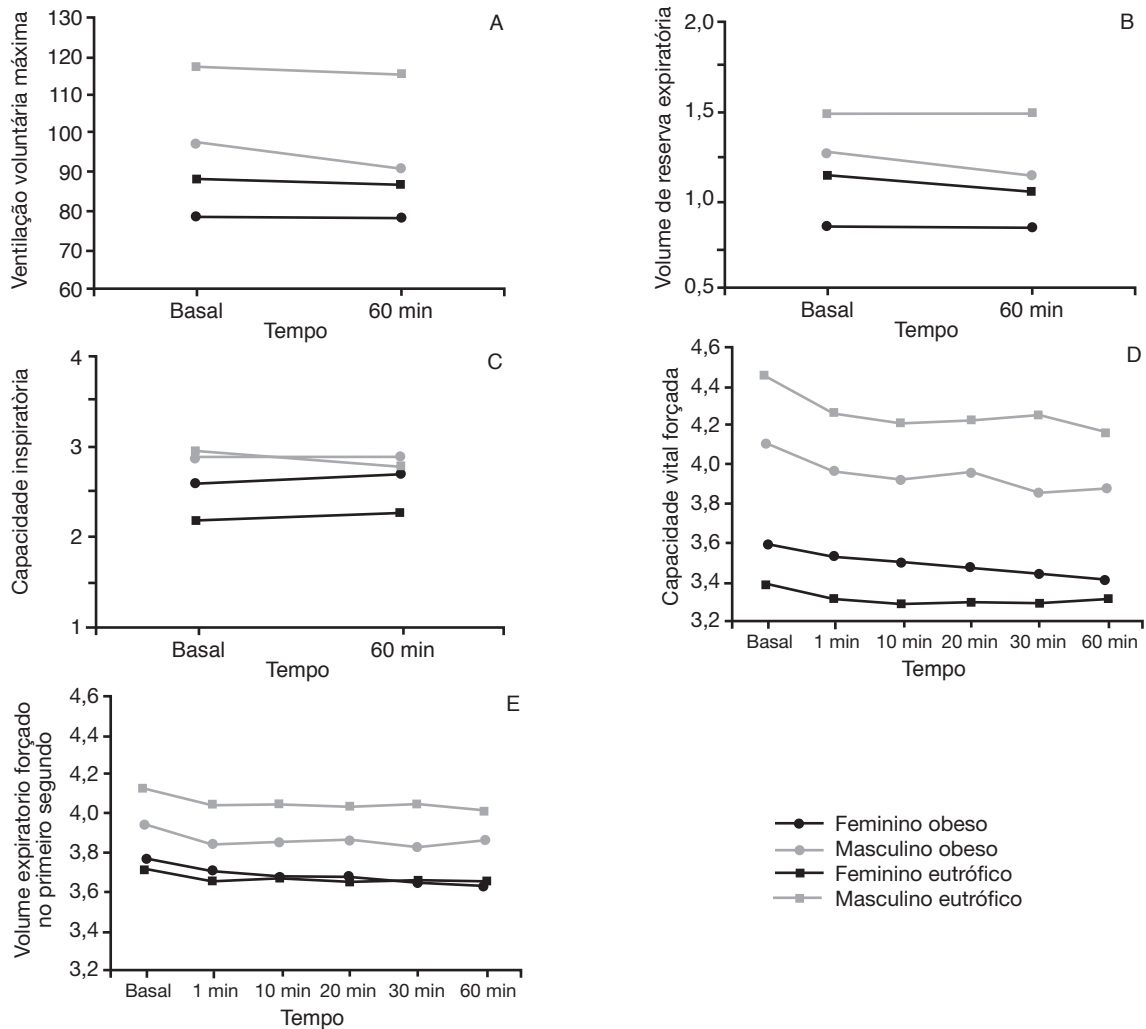 A
Ventilação voluntária máxima
130
120
110
100
90
80
70
60
Basal
60 min
Tempo
B
Volume de reserva expiratória
2,0
1,5
1,0
0,5
Basal
60 min
Tempo
C
Capacidade inspiratòria
4
3
2
1
Basal
60 min
Tempo
D
Capacidade vital forçada
4,6
4,4
4,2
4,0
3,8
3,6
3,4
3,2
Basal 1 min 10 min 20 min 30 min 60 min
Tempo
E
Volume expiratorio forçado
no primeiro segundo
4,6
4,4
4,2
4,0
3,8
3,6
3,4
3,2
Basal 1 min 10 min 20 min 30 min 60 min
Tempo
Feminino obeso
Masculino obeso
Feminino eutrófico
Masculino eutrófico